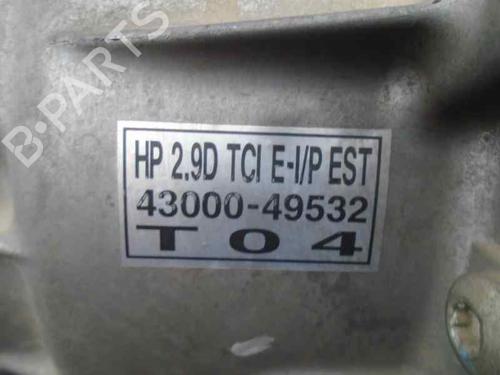 B-PARTS
HP 2.9D TCI E-I/P EST
43000-49532
T04